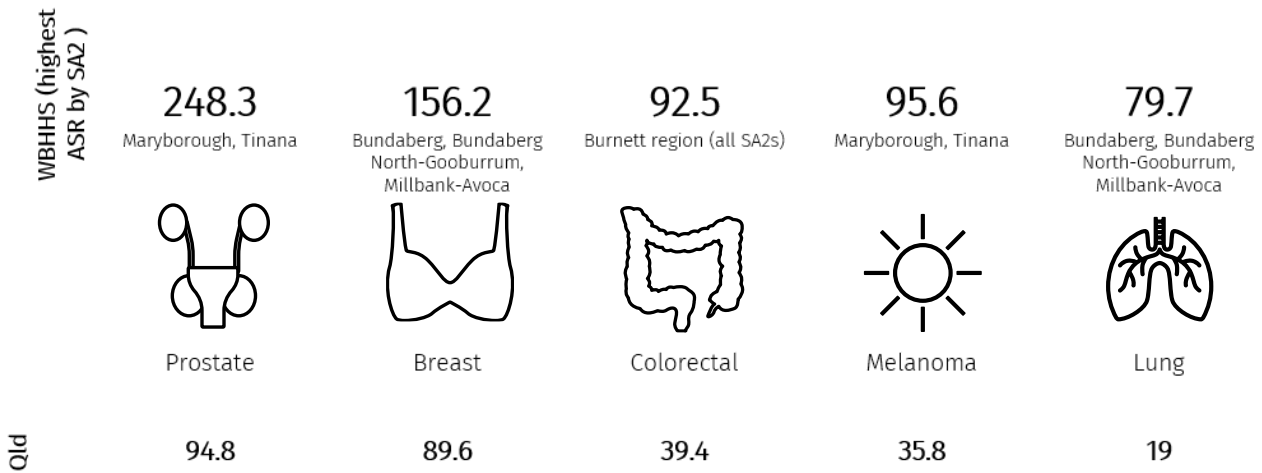 WBHHS (highest
ASR by SA2 )
248.3
Maryborough, Tinana
156.2
Bundaberg, Bundaberg
North-Gooburrum,
Millbank-Avoca
92.5
Burnett region (all SA2s)
95.6
Maryborough, Tinana
79.7
Bundaberg, Bundaberg
North-Gooburrum,
Millbank-Avoca
Prostate
Breast
Colorectal
Melanoma
Lung
Qld
94.8
89.6
39.4
35.8
19